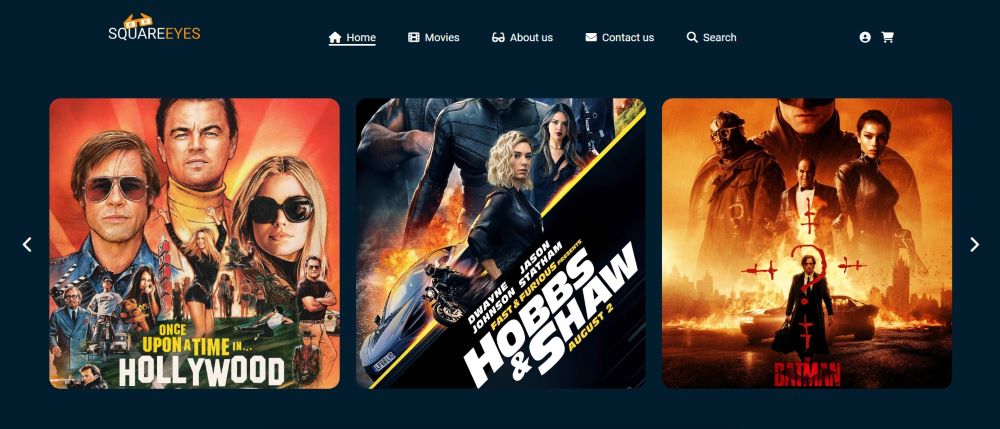 SQUAREEYES
Home
Movies
About us
Contact us
Search
ONCE
UPON A TIME IN...
HOLLYWOOD
DWAYNE JASON
JOHNSON STATHAM
FAST & FURIOUS PRESENTS
HOBBS
& SHAW
AUGUST 2
THE
BATMAN